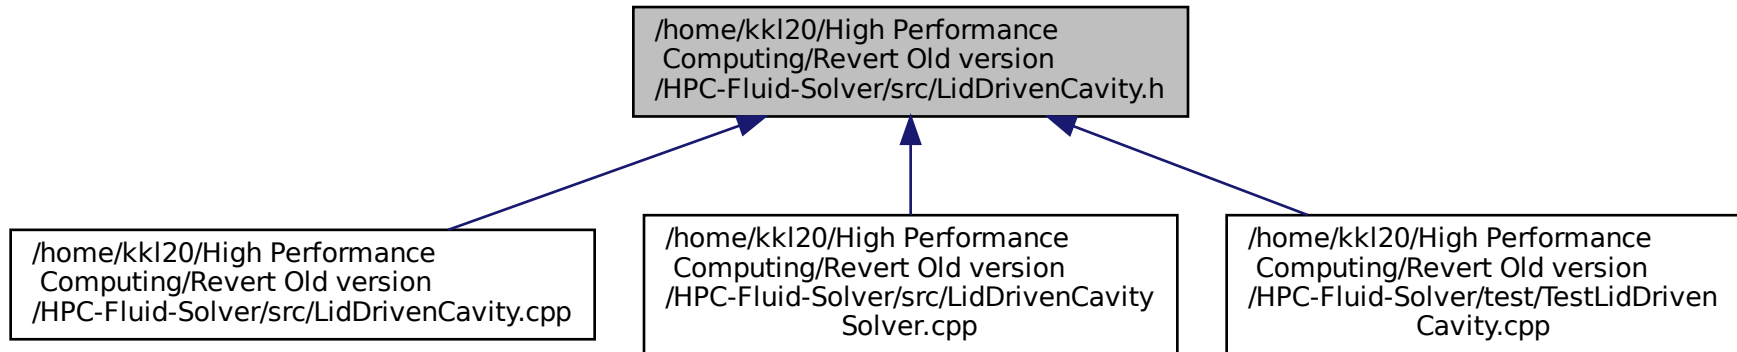 /home/kkl20/High Performance
Computing/Revert Old version
/HPC-Fluid-Solver/src/LidDrivenCavity.h
/home/kkl20/High Performance
Computing/Revert Old version
/HPC-Fluid-Solver/src/LidDrivenCavity.cpp
/home/kkl20/High Performance
Computing/Revert Old version
/HPC-Fluid-Solver/src/LidDrivenCavity
Solver.cpp
/home/kkl20/High Performance
Computing/Revert Old version
/HPC-Fluid-Solver/test/TestLidDriven
Cavity.cpp